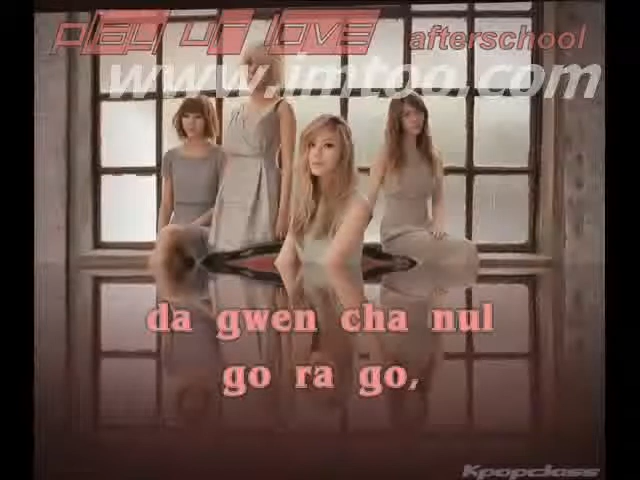 play ur love afterschool
www.imtoo.com
da gwen cha nul
go ra go,
Kpopclass